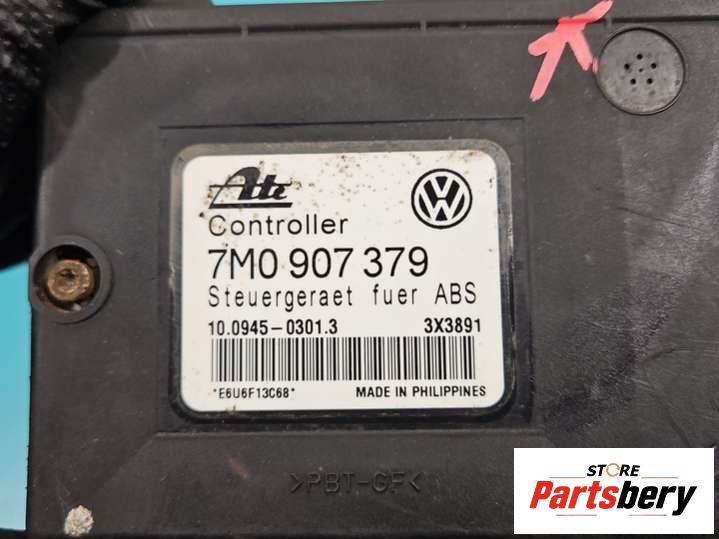 Ate
Controller
7M0 907 379
Steuergeraet fuer ABS
10.0945-0301.3 3X3891
*E6U6F13C68* MADE IN PHILIPPINES
>PBT-GF<
STORE
Partsbery